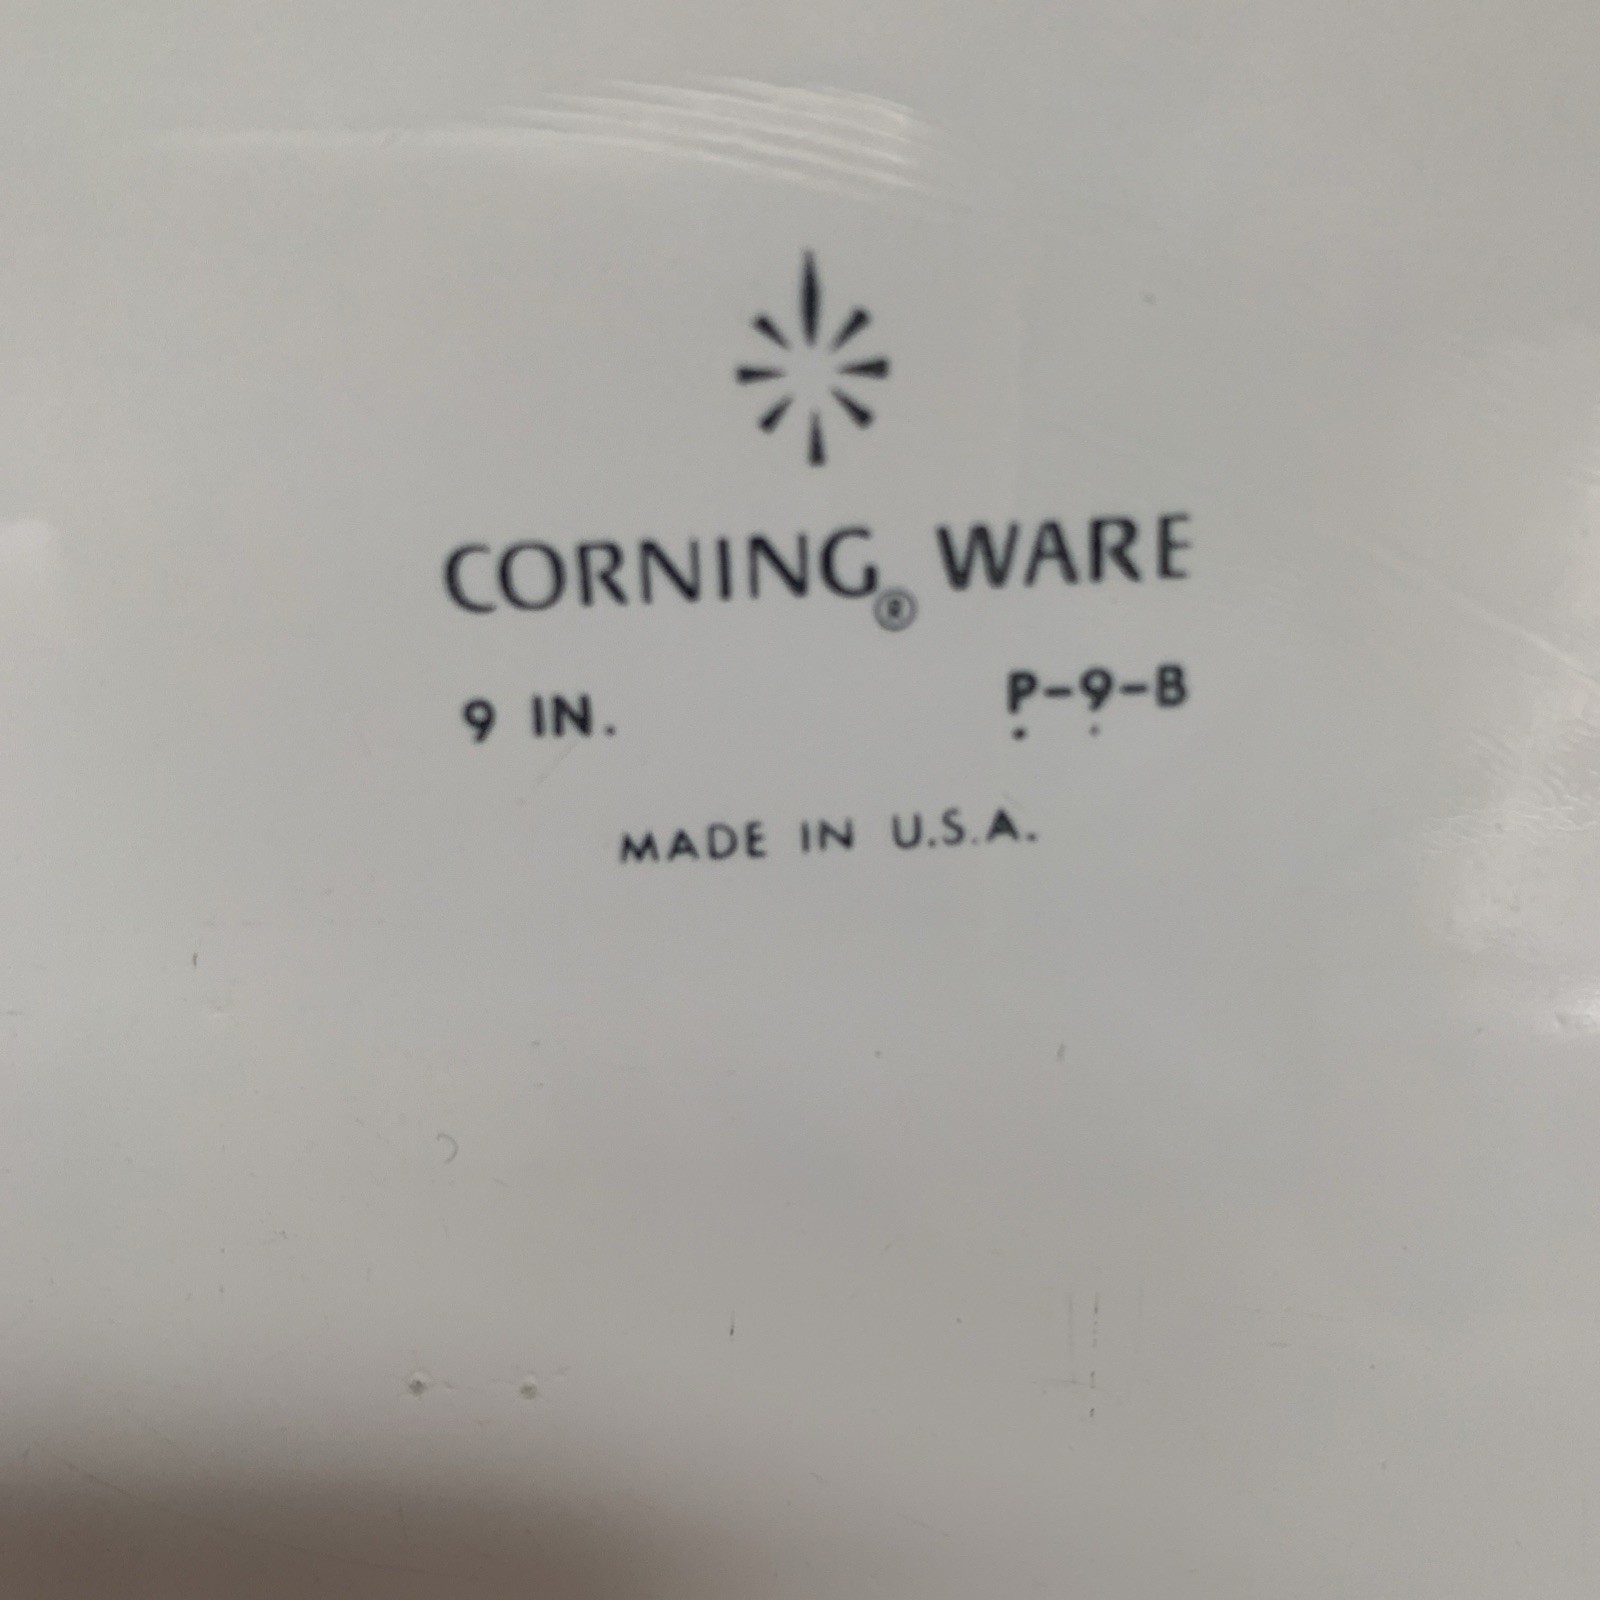 CORNING® WARE
9 IN. P-9-B
MADE IN U.S.A.